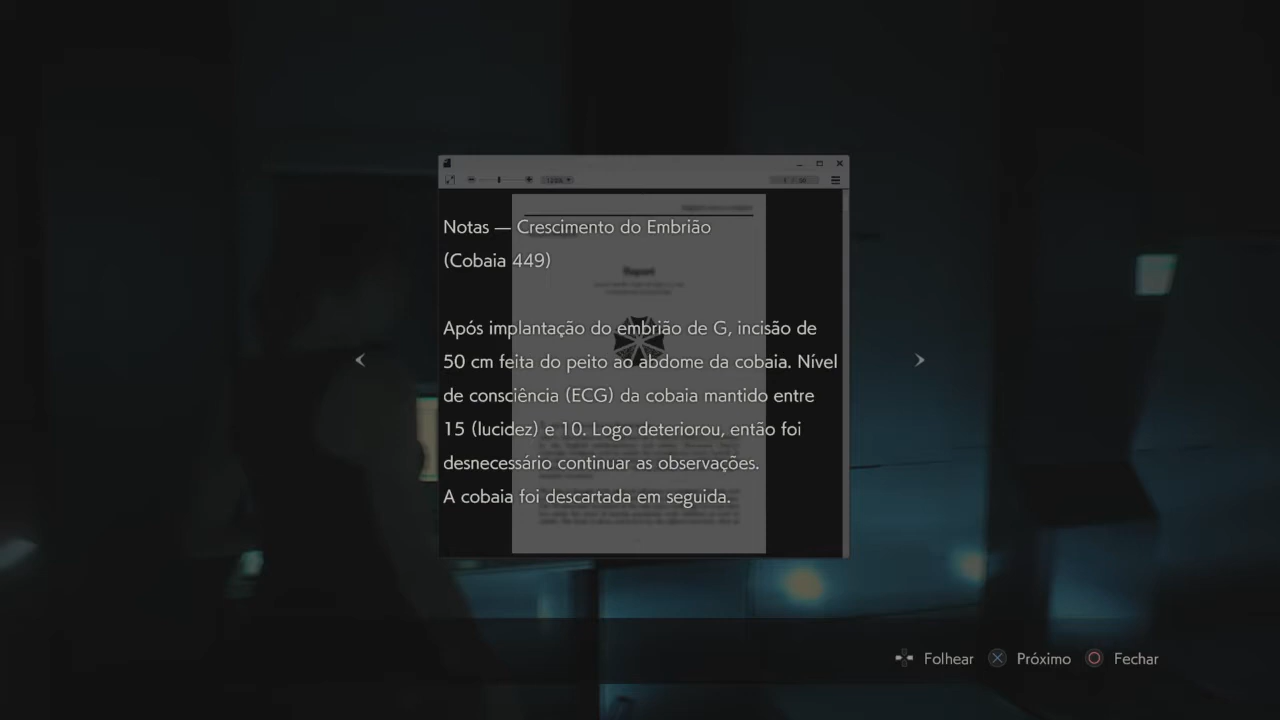 Notas — Crescimento do Embrião
(Cobaia 449)
Após implantação do embrião de G, incisão de
50 cm feita do peito ao abdome da cobaia. Nível
de consciência (ECG) da cobaia mantido entre
15 (lucidez) e 10. Logo deteriorou, então foi
desnecessário continuar as observações.
A cobaia foi descartada em seguida.
Report
Folhear Próximo Fechar